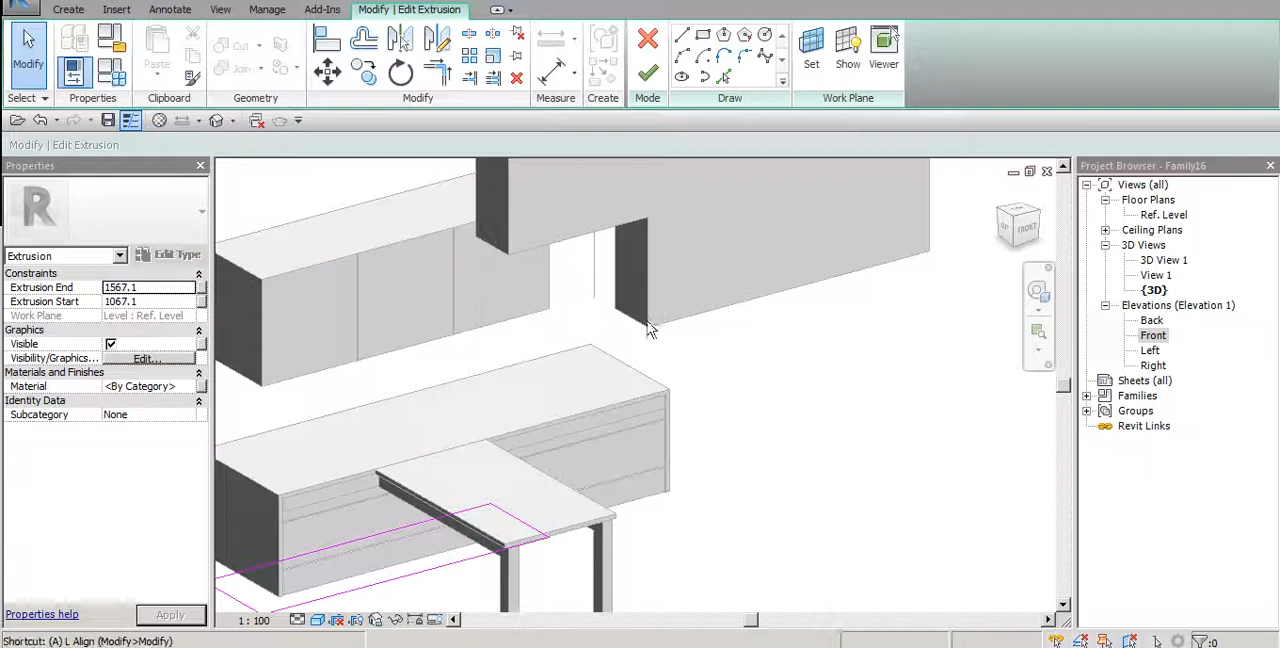 Create Insert Annotate View Manage Add-Ins Modify | Edit Extrusion
Modify
Paste
Cut
Join
Set Show Viewer
Select Properties Clipboard Geometry Modify Measure Create Mode Draw Work Plane
Modify | Edit Extrusion
Properties
R
Extrusion Edit Type
Constraints
Extrusion End 1567.1
Extrusion Start 1067.1
Work Plane Level : Ref. Level
Graphics
Visible
Visibility/Graphics... Edit...
Materials and Finishes
Material <By Category>
Identity Data
Subcategory None
Properties help Apply
FRONT
Project Browser - Family16
Views (all)
Floor Plans
Ref. Level
Ceiling Plans
3D Views
3D View 1
View 1
{3D}
Elevations (Elevation 1)
Back
Front
Left
Right
Sheets (all)
Families
Groups
Revit Links
1 : 100
Shortcut: (A) L Align (Modify>Modify)
:0